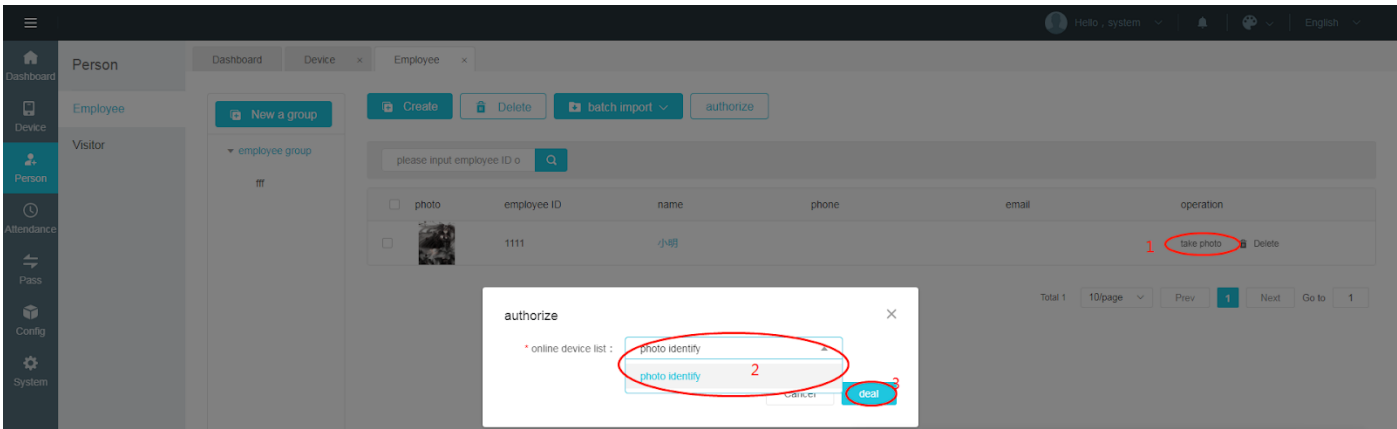 Hello , system
English
Dashboard
Device
Person
Attendance
Pass
Config
System
Person
Employee
Visitor
Dashboard
Device ×
Employee ×
New a group
employee group
fff
Create
Delete
batch import
authorize
please input employee ID o
photo employee ID name phone email operation
1111 小明 take photo Delete
1
Total 1 10/page Prev 1 Next Go to 1
authorize
* online device list : photo identify
photo identify
2
Cancel
deal
3